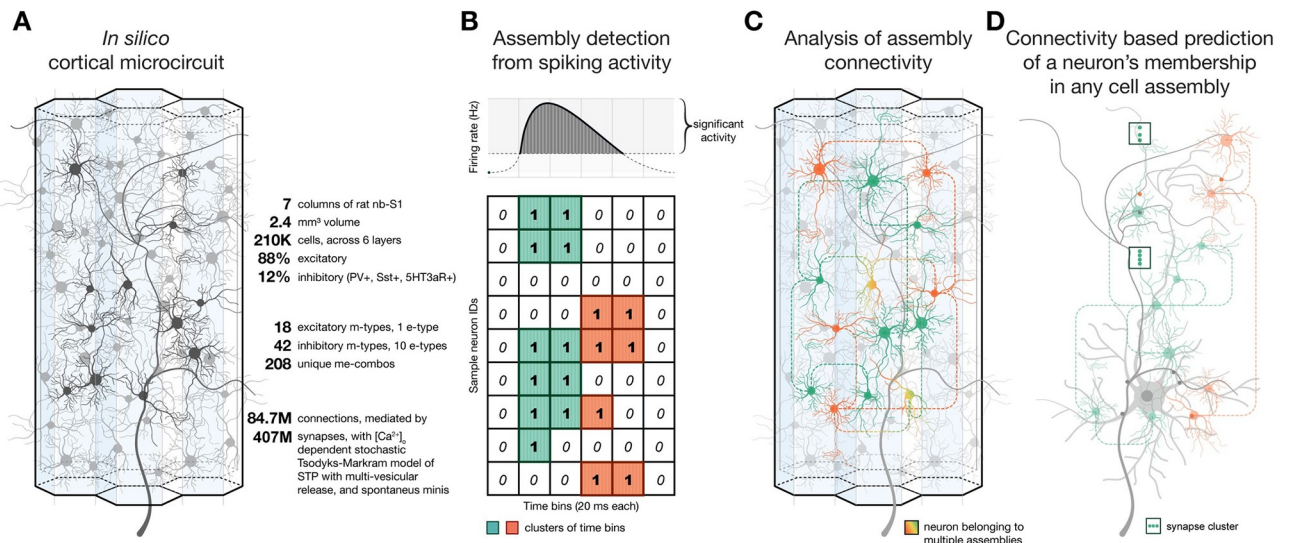 A
In silico
cortical microcircuit
7 columns of rat nb-S1
2.4 mm³ volume
210K cells, across 6 layers
88% excitatory
12% inhibitory (PV+, Sst+, 5HT3aR+)
18 excitatory m-types, 1 e-type
42 inhibitory m-types, 10 e-types
208 unique me-combos
84.7M connections, mediated by
407M synapses, with [Ca²⁺]ₒ
dependent stochastic
Tsodyks-Markram model of
STP with multi-vesicular
release, and spontaneus minis
B
Assembly detection
from spiking activity
Firing rate (Hz)
significant
activity
Sample neuron IDs
0 1 1 0 0 0
0 1 1 0 0 0
0 0 0 0 0 0
0 0 0 1 1 0
0 1 1 1 1 0
0 1 1 0 0 0
0 1 1 1 0 0
0 1 0 0 0 0
0 0 0 1 1 0
Time bins (20 ms each)
clusters of time bins
C
Analysis of assembly
connectivity
neuron belonging to
multiple assemblies
D
Connectivity based prediction
of a neuron's membership
in any cell assembly
synapse cluster